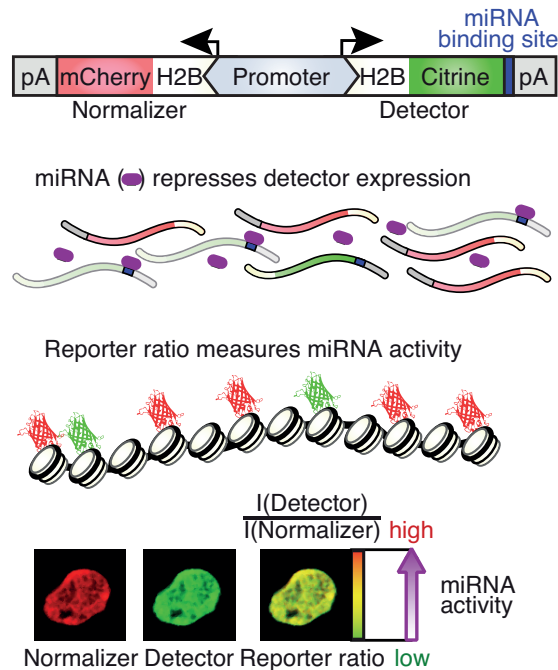 miRNA
binding site
pA mCherry H2B Promoter H2B Citrine pA
Normalizer Detector
miRNA ( ) represses detector expression
Reporter ratio measures miRNA activity
I(Detector)
I(Normalizer) high
miRNA
activity
Normalizer Detector Reporter ratio low